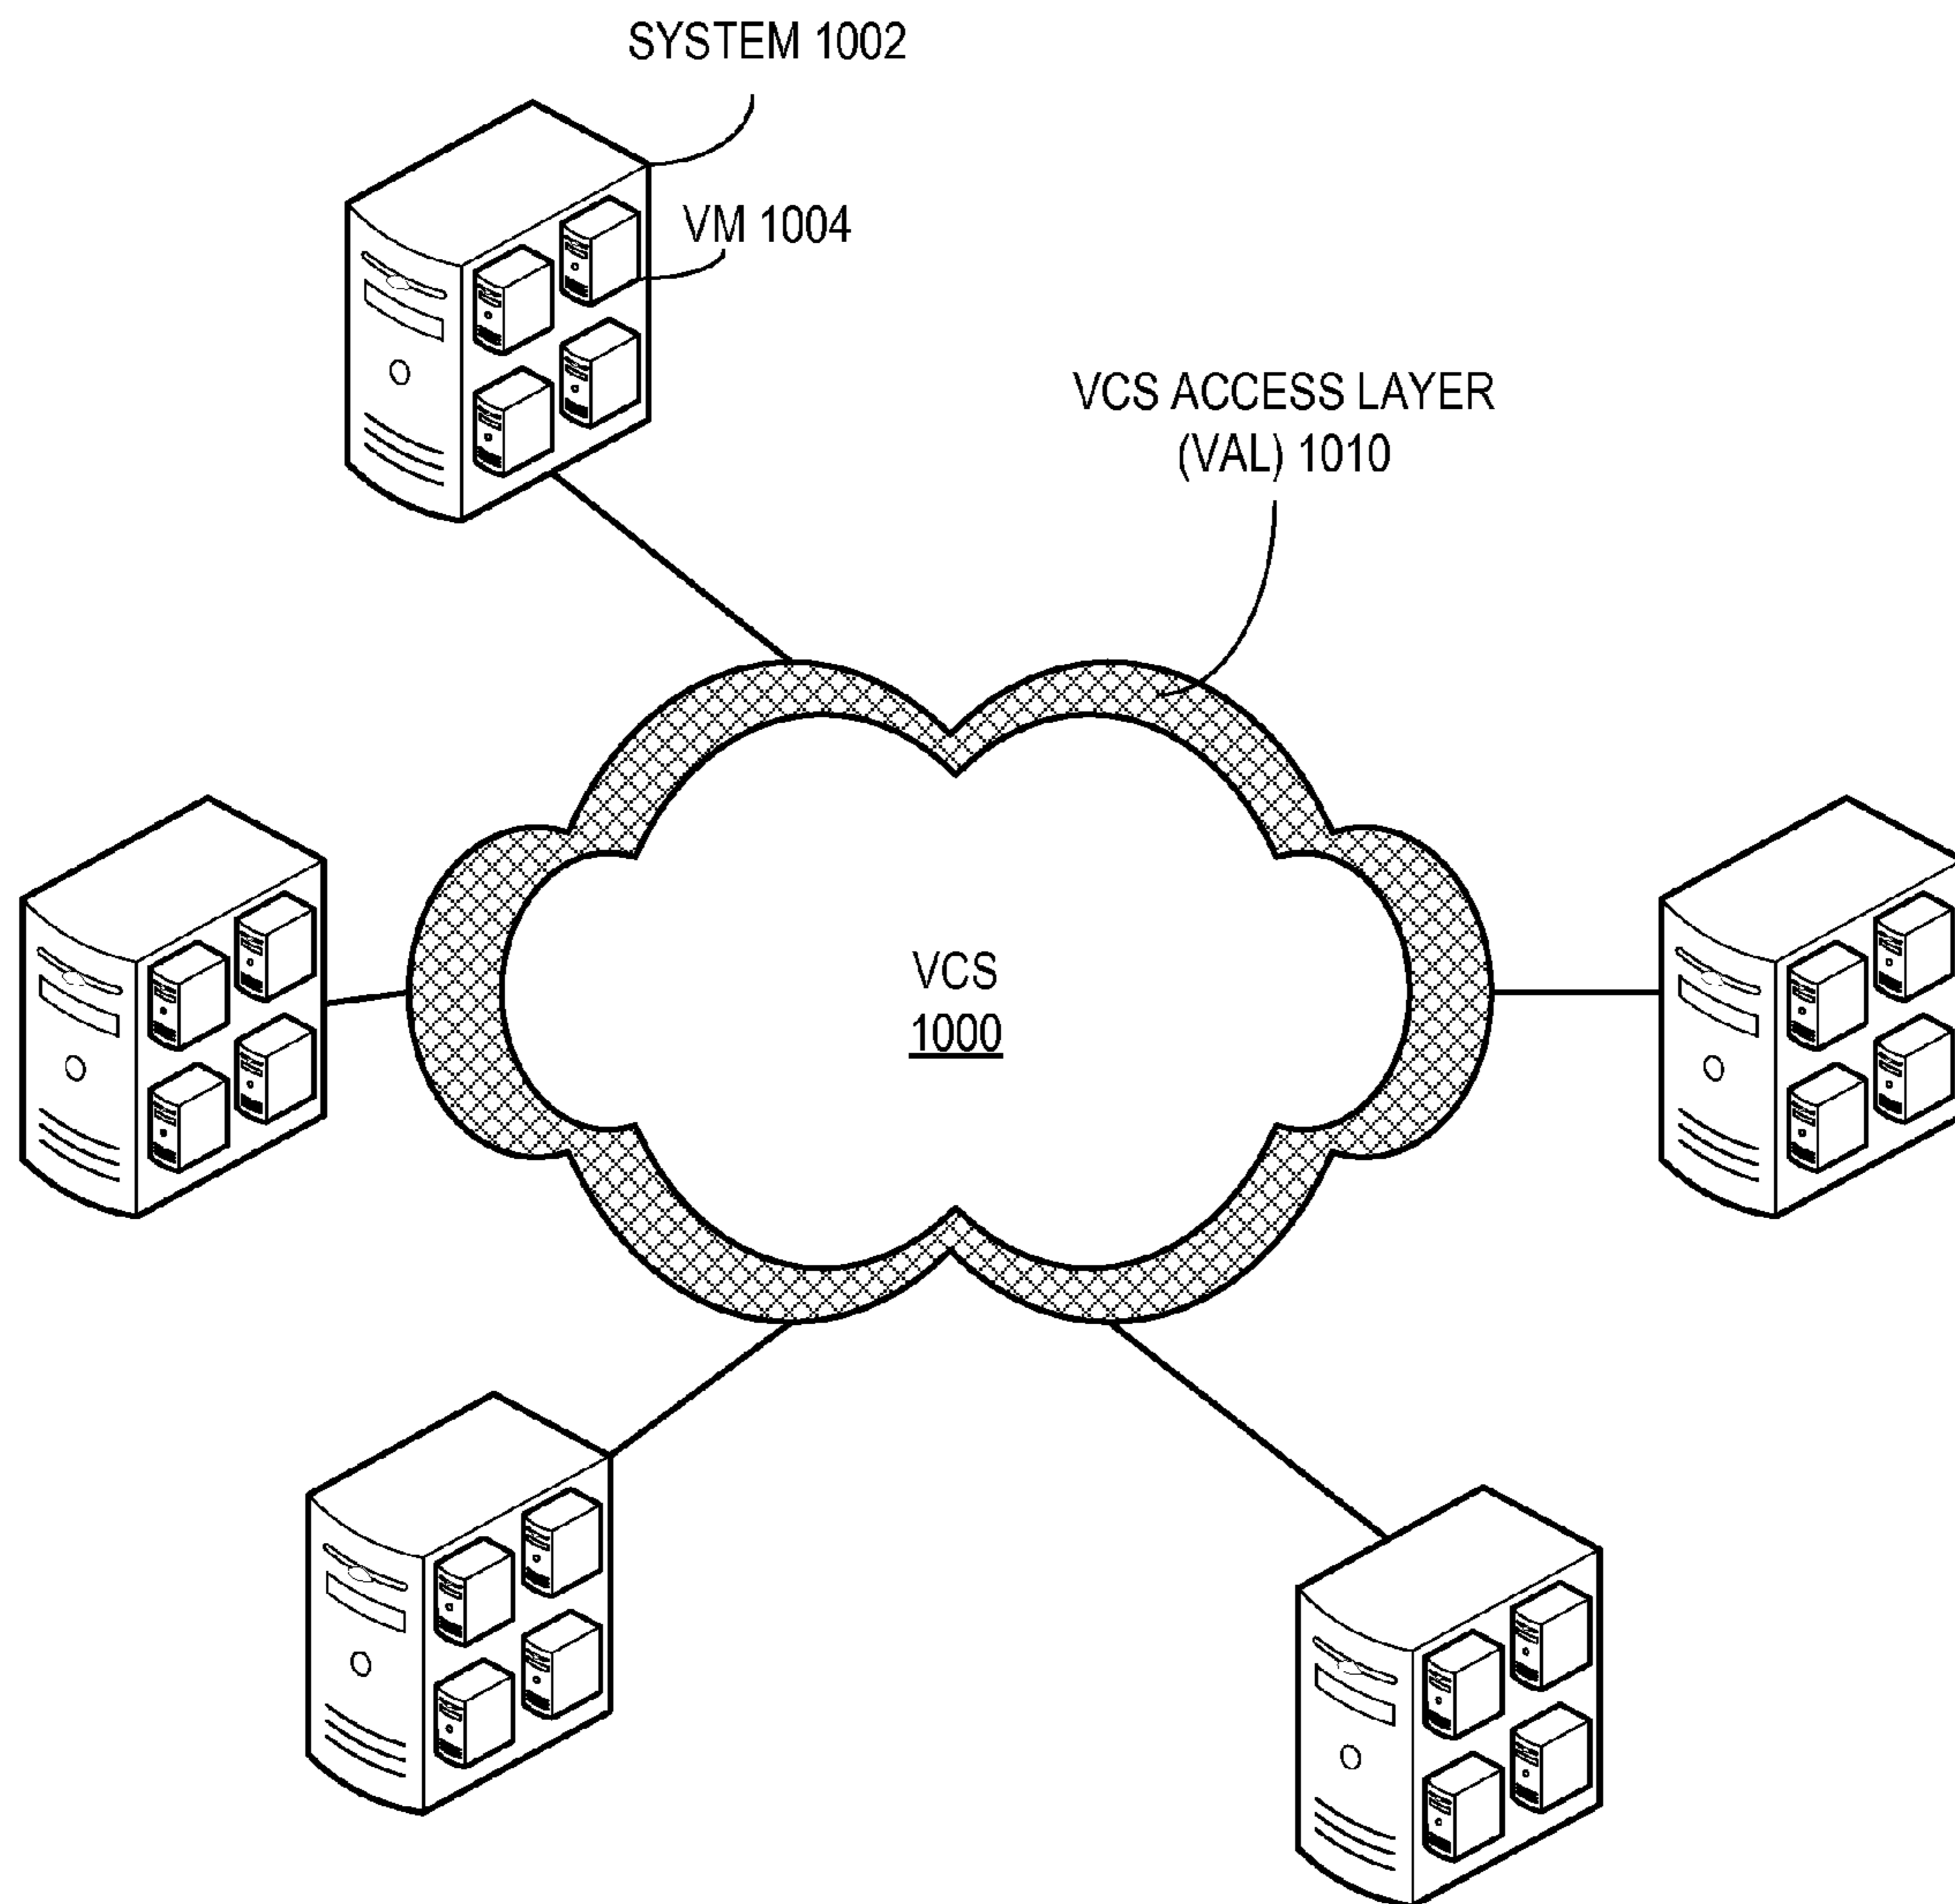 SYSTEM 1002
VM 1004
VCS ACCESS LAYER
(VAL) 1010
VCS
1000